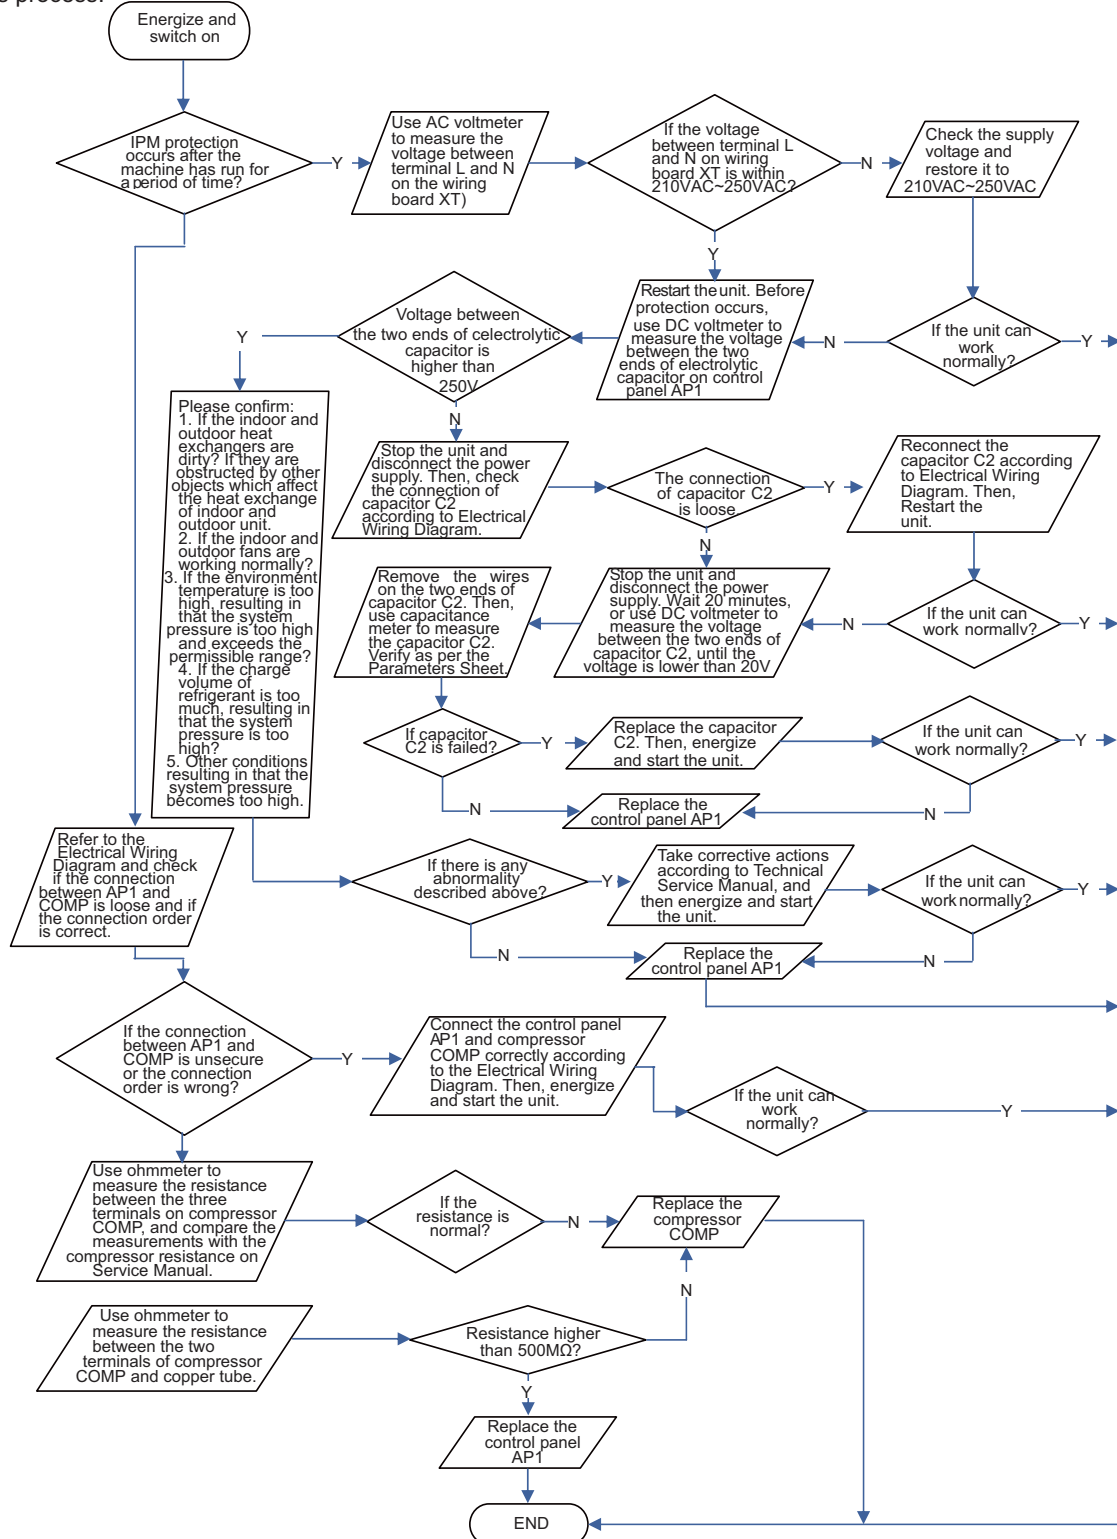 s process.
Energize and
switch on
IPM protection
occurs after the
machine has run for
a period of time?
Y
Use AC voltmeter
to measure the
voltage between
terminal L and N
on the wiring
board XT)
If the voltage
between terminal L
and N on wiring
board XT is within
210VAC~250VAC?
N
Check the supply
voltage and
restore it to
210VAC~250VAC
Y
Voltage between
the two ends of celectrolytic
capacitor is
higher than
250V
Y
Restart the unit. Before
protection occurs,
use DC voltmeter to
measure the voltage
between the two
ends of electrolytic
capacitor on control
panel AP1
N
If the unit can
work
normally?
Y
N
Please confirm:
1. If the indoor and
outdoor heat
exchangers are
dirty? If they are
obstructed by other
objects which affect
the heat exchange
of indoor and
outdoor unit.
2. If the indoor and
outdoor fans are
working normally?
3. If the environment
temperature is too
high, resulting in
that the system
pressure is too high
and exceeds the
permissible range?
4. If the charge
volume of
refrigerant is too
much, resulting in
that the system
pressure is too
high?
5. Other conditions
resulting in that the
system pressure
becomes too high.
Stop the unit and
disconnect the power
supply. Then, check
the connection of
capacitor C2
according to Electrical
Wiring Diagram.
The connection
of capacitor C2
is loose
Y
Reconnect the
capacitor C2 according
to Electrical Wiring
Diagram. Then,
Restart the
unit.
N
Remove the wires
on the two ends of
capacitor C2. Then,
use capacitance
meter to measure
the capacitor C2.
Verify as per the
Parameters Sheet.
Stop the unit and
disconnect the power
supply. Wait 20 minutes,
or use DC voltmeter to
measure the voltage
between the two ends of
capacitor C2, until the
voltage is lower than 20V
N
If the unit can
work normally?
Y
If capacitor
C2 is failed?
Y
Replace the capacitor
C2. Then, energize
and start the unit.
If the unit can
work normally?
Y
N
Replace the
control panel AP1
N
Refer to the
Electrical Wiring
Diagram and check
if the connection
between AP1 and
COMP is loose and if
the connection order
is correct.
If there is any
abnormality
described above?
Y
Take corrective actions
according to Technical
Service Manual, and
then energize and start
the unit.
If the unit can
work normally?
Y
N
Replace the
control panel AP1
N
If the connection
between AP1 and
COMP is unsecure
or the connection
order is wrong?
Y
Connect the control panel
AP1 and compressor
COMP correctly according
to the Electrical Wiring
Diagram. Then, energize
and start the unit.
If the unit can
work
normally?
Y
Use ohmmeter to
measure the resistance
between the three
terminals on compressor
COMP, and compare the
measurements with the
compressor resistance on
Service Manual.
If the
resistance is
normal?
N
Replace the
compressor
COMP
N
Use ohmmeter to
measure the resistance
between the two
terminals of compressor
COMP and copper tube.
Resistance higher
than 500MΩ?
Y
Replace the
control panel
AP1
END